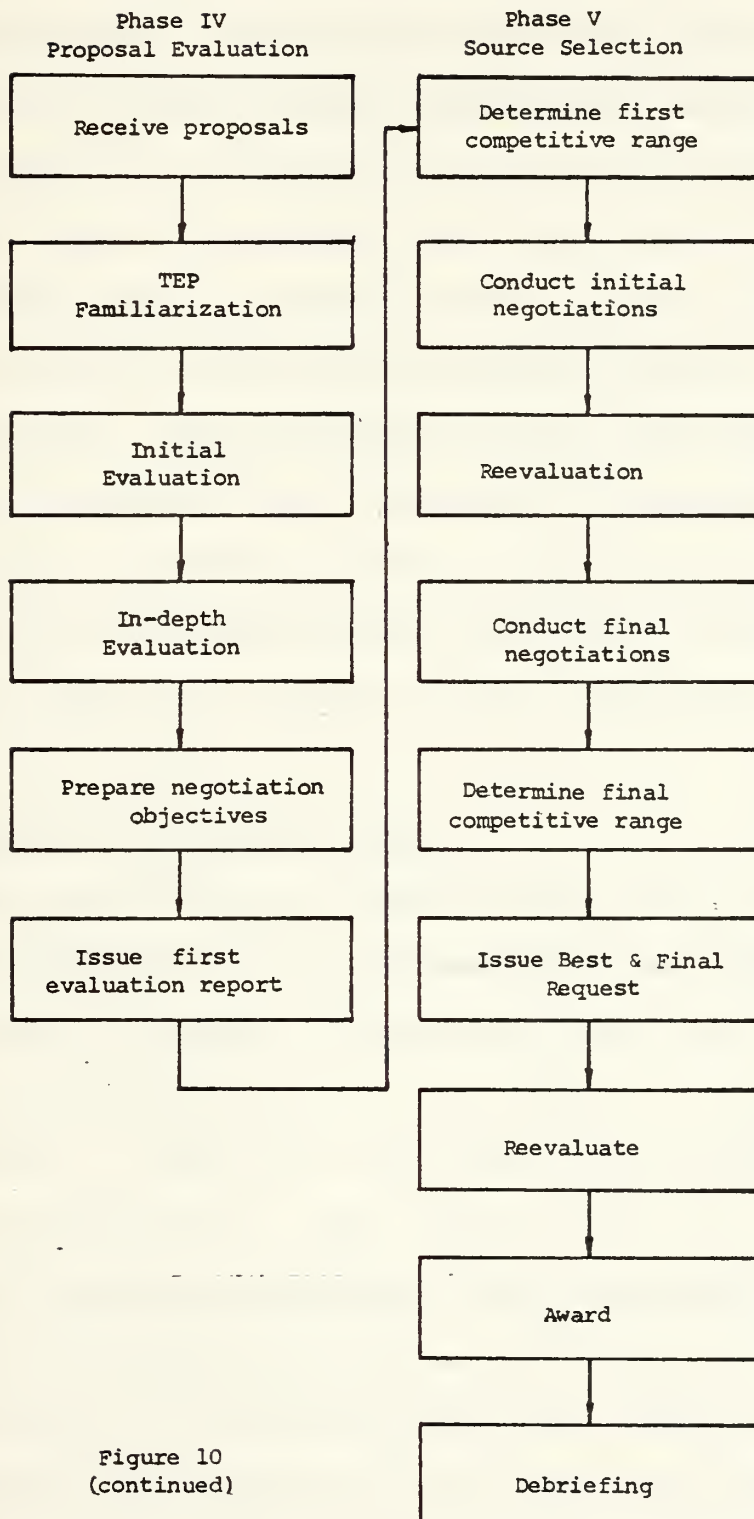 Phase IV
Proposal Evaluation
Receive proposals
TEP
Familiarization
Initial
Evaluation
In-depth
Evaluation
Prepare negotiation
objectives
Issue first
evaluation report
Phase V
Source Selection
Determine first
competitive range
Conduct initial
negotiations
Reevaluation
Conduct final
negotiations
Determine final
competitive range
Issue Best & Final
Request
Reevaluate
Award
Debriefing
Figure 10
(continued)